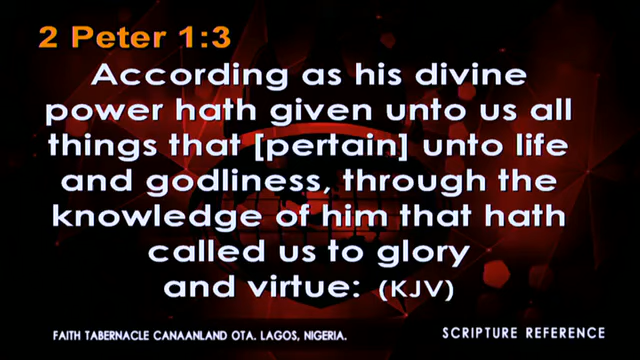 2 Peter 1:3
According as his divine
power hath given unto us all
things that [pertain] unto life
and godliness, through the
knowledge of him that hath
called us to glory
and virtue: (KJV)
FAITH TABERNACLE CANAANLAND OTA. LAGOS, NIGERIA.
SCRIPTURE REFERENCE